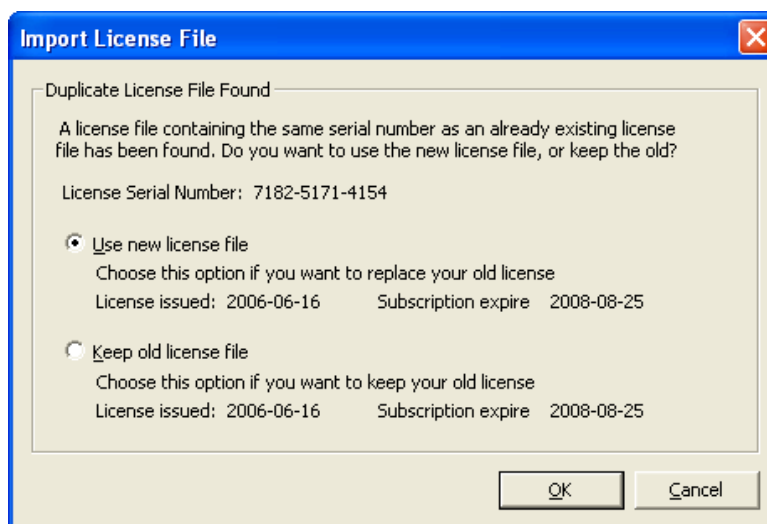 Import License File
Duplicate License File Found
A license file containing the same serial number as an already existing license
file has been found. Do you want to use the new license file, or keep the old?
License Serial Number: 7182-5171-4154
Use new license file
Choose this option if you want to replace your old license
License issued: 2006-06-16 Subscription expire 2008-08-25
Keep old license file
Choose this option if you want to keep your old license
License issued: 2006-06-16 Subscription expire 2008-08-25
OK Cancel